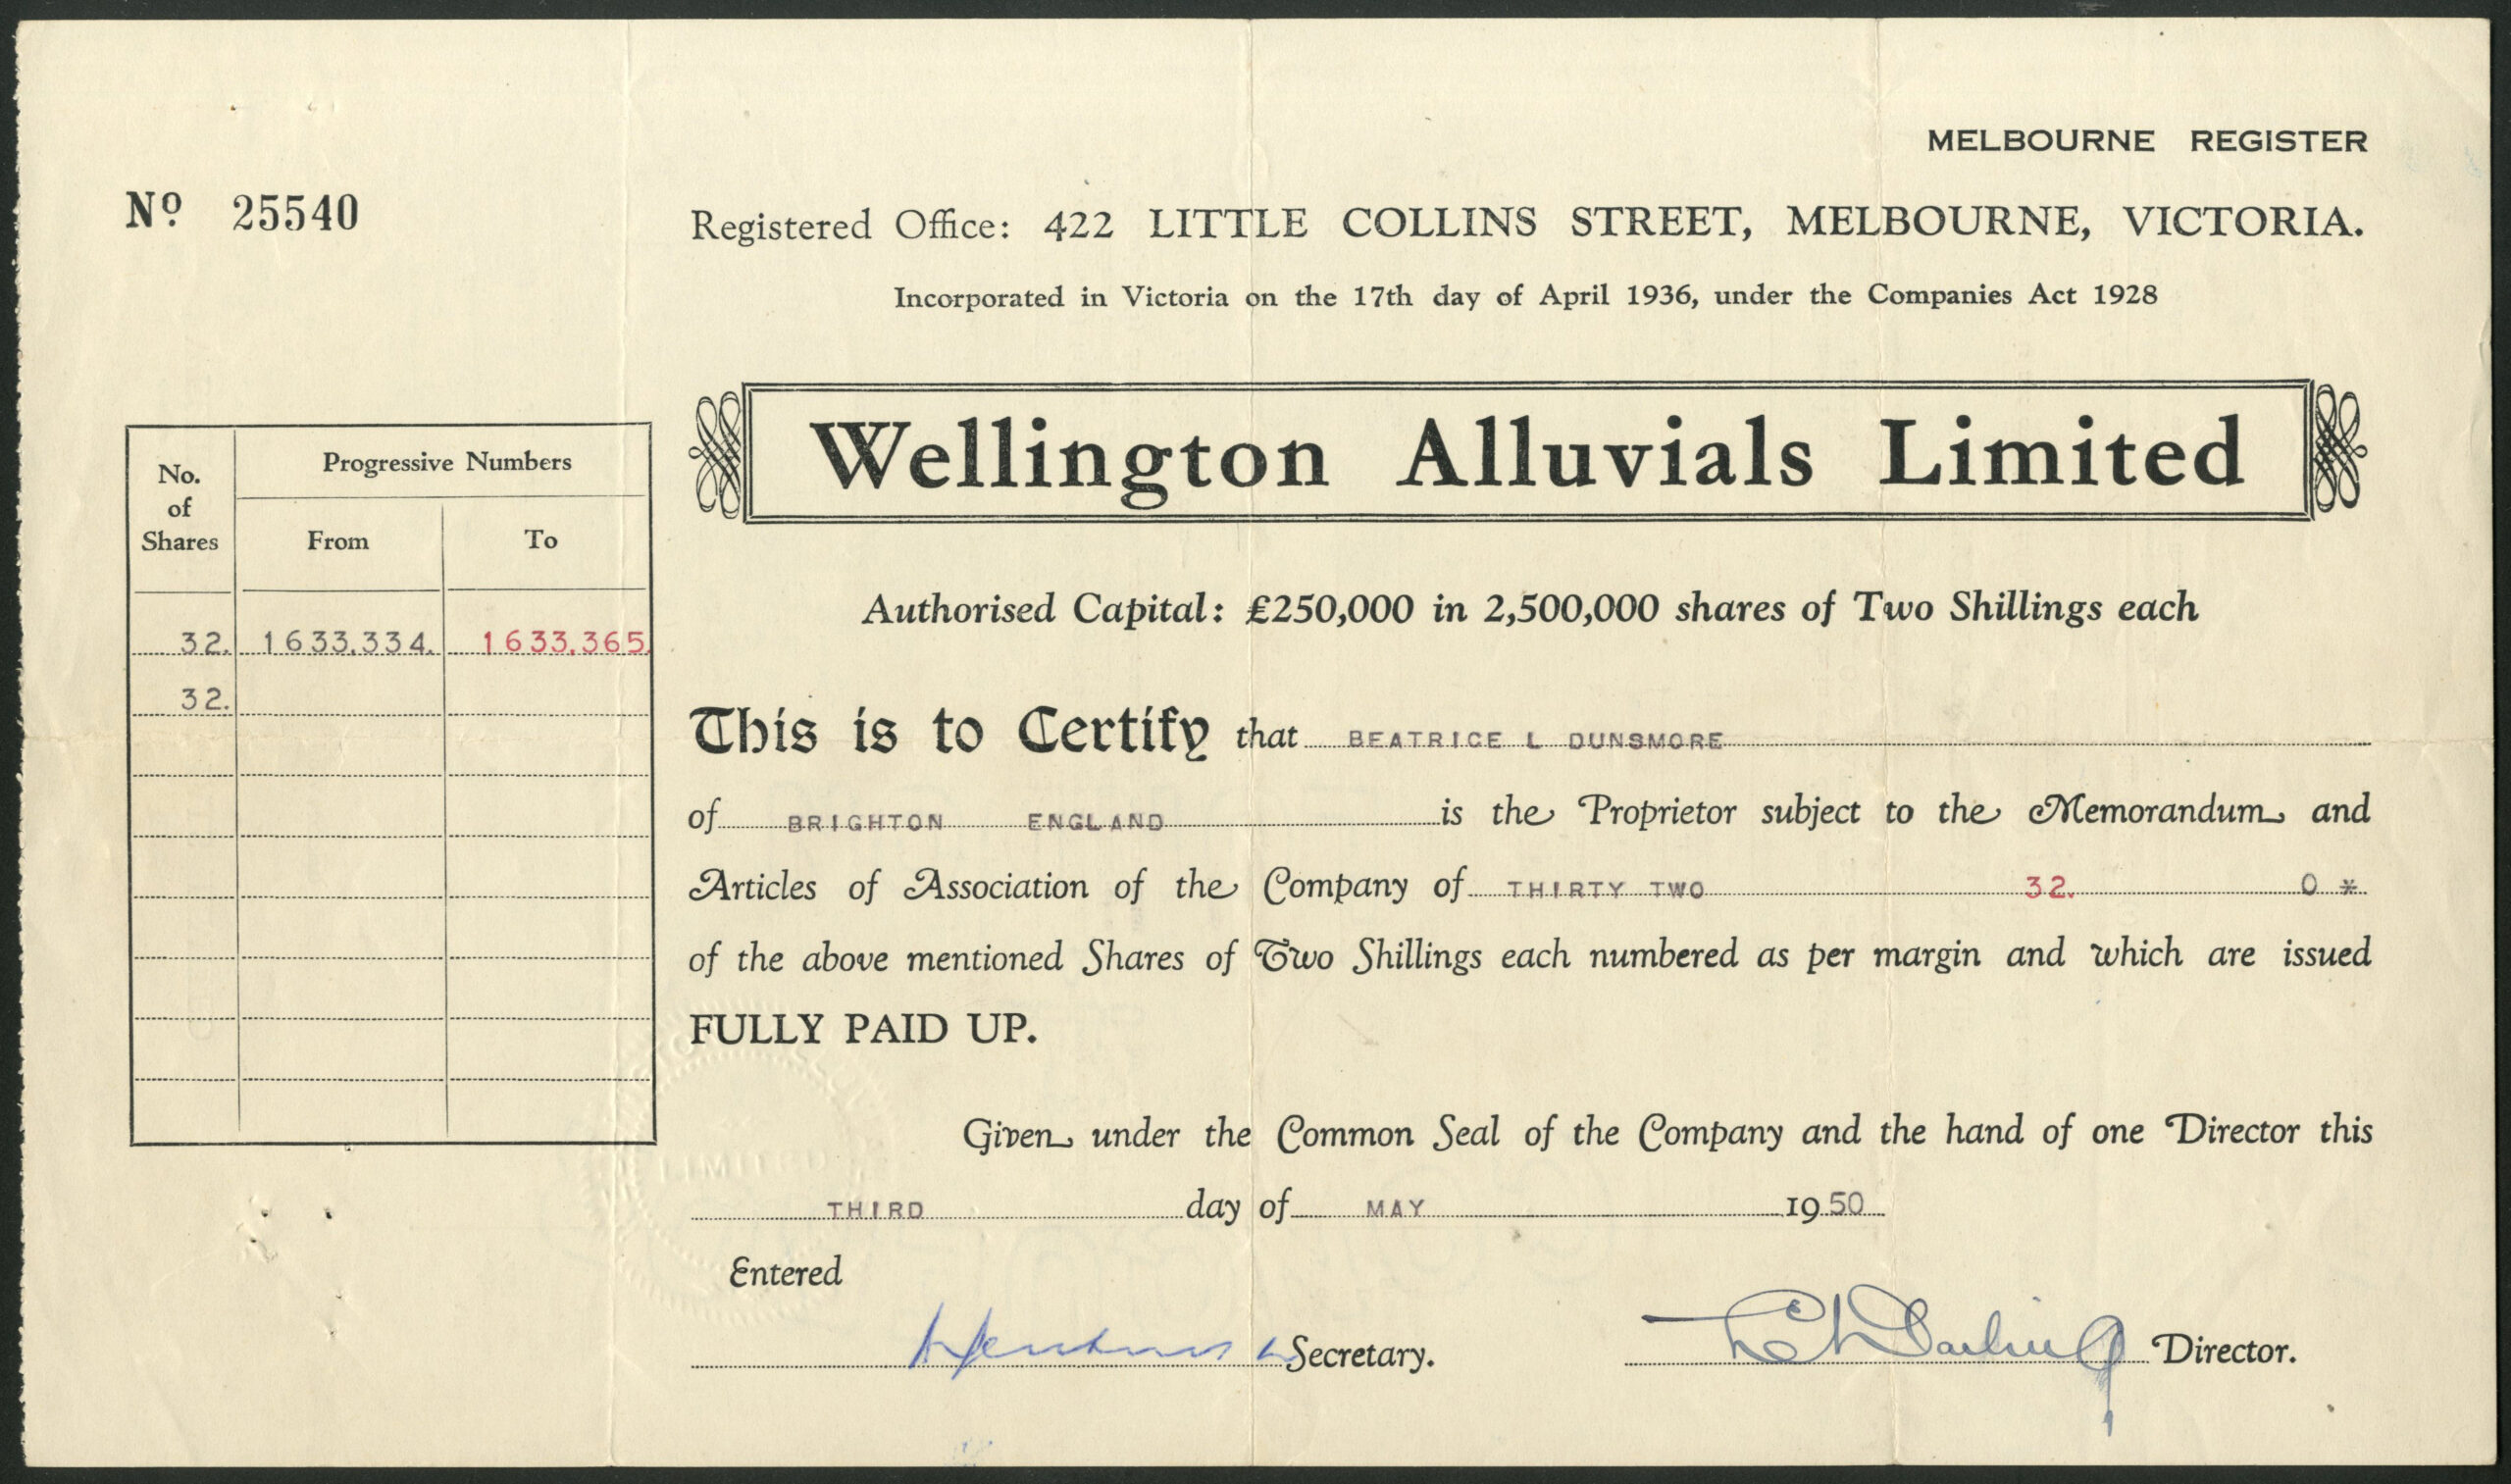 MELBOURNE REGISTER
Nº 25540
Registered Office: 422 LITTLE COLLINS STREET, MELBOURNE, VICTORIA.
Incorporated in Victoria on the 17th day of April 1936, under the Companies Act 1928
Wellington Alluvials Limited
Authorised Capital: £250,000 in 2,500,000 shares of Two Shillings each
No. of Shares
Progressive Numbers
From To
32. 1633,334. 1633,365.
32.
This is to Certify that BEATRICE L DUNSMORE
of BRIGHTON ENGLAND is the Proprietor subject to the Memorandum and
Articles of Association of the Company of THIRTY TWO 32. 0 *
of the above mentioned Shares of Two Shillings each numbered as per margin and which are issued
FULLY PAID UP.
Given under the Common Seal of the Company and the hand of one Director this
THIRD day of MAY 1950
Entered
Secretary. Director.
LIMITED